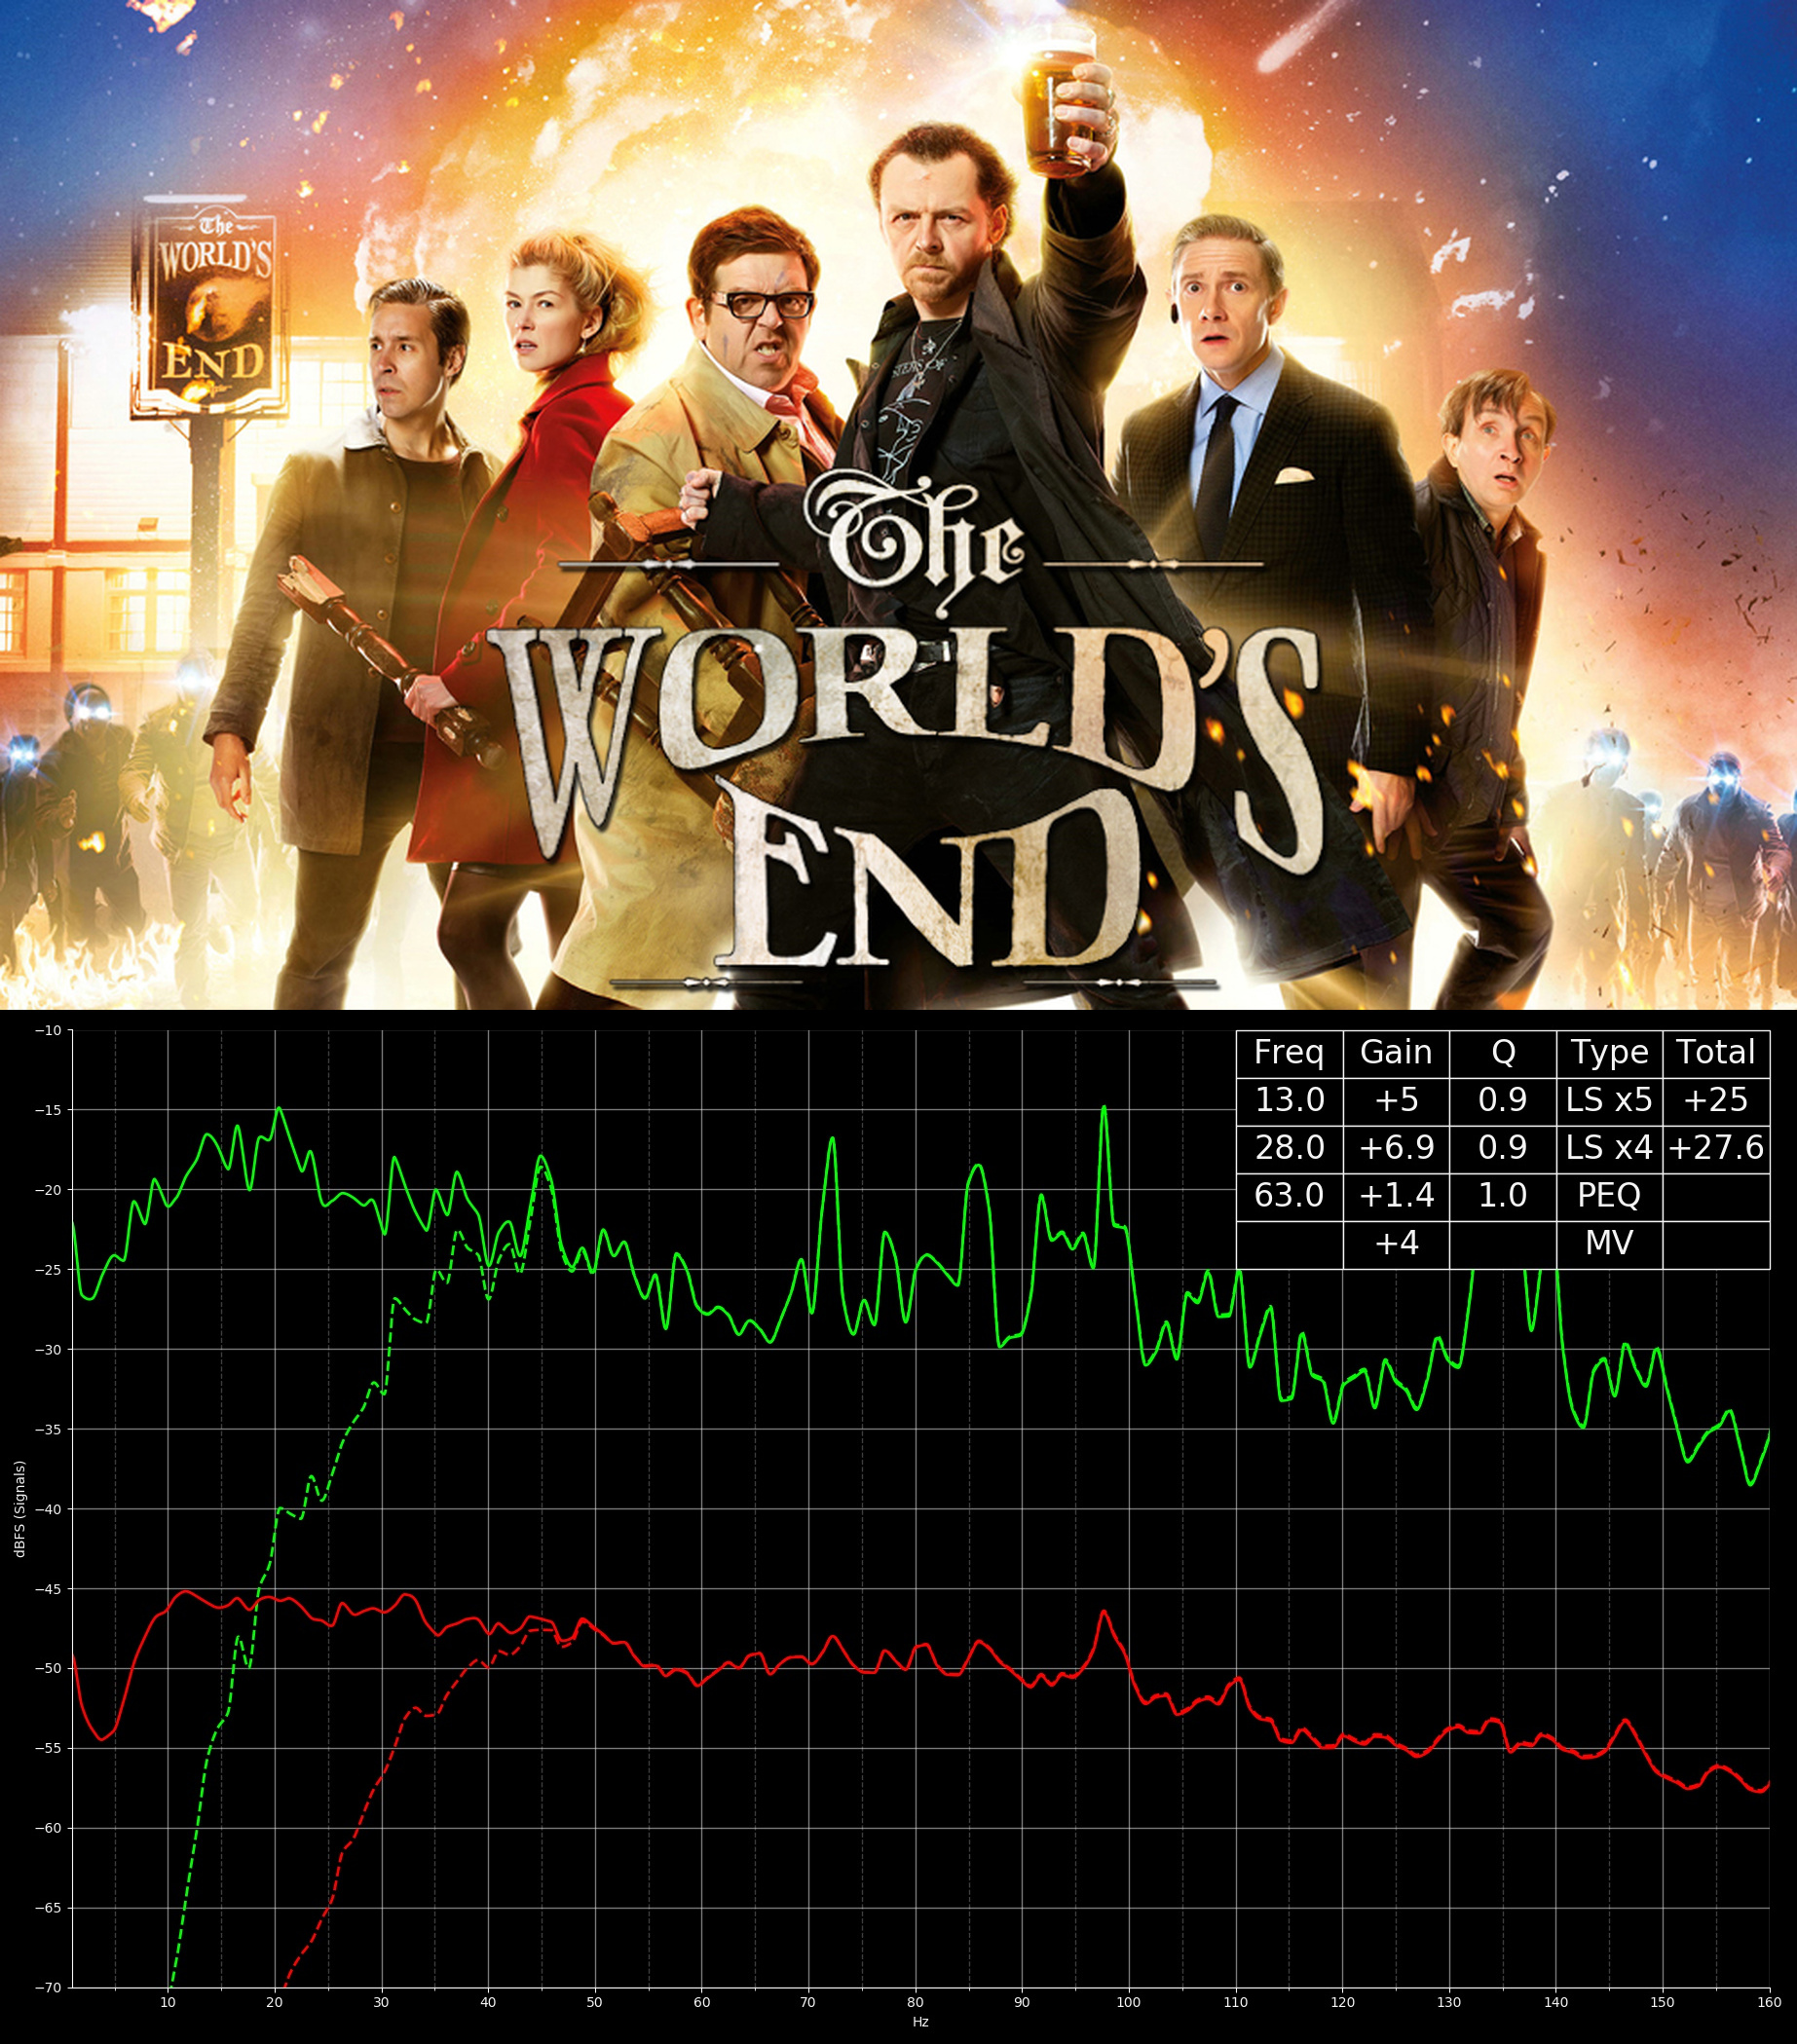 The
WORLD'S
END
The
WORLD'S
END
Freq Gain Q Type Total
13.0 +5 0.9 LS x5 +25
28.0 +6.9 0.9 LS x4 +27.6
63.0 +1.4 1.0 PEQ
+4 MV
−10
−15
−20
−25
−30
−35
−40
−45
−50
−55
−60
−65
−70
dBFS (Signals)
10 20 30 40 50 60 70 80 90 100 110 120 130 140 150 160
Hz